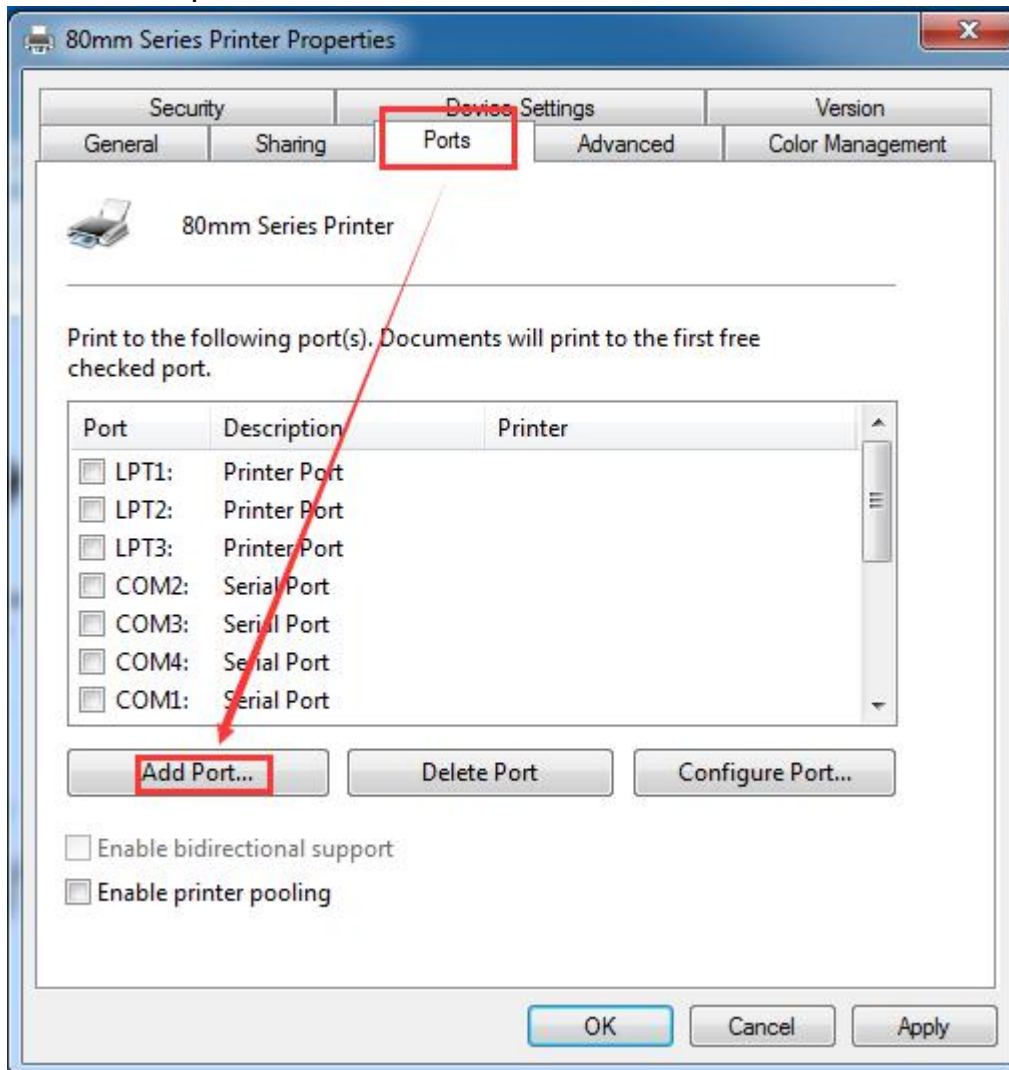 80mm Series Printer Properties
Security Device Settings Version
General Sharing Ports Advanced Color Management
80mm Series Printer
Print to the following port(s). Documents will print to the first free
checked port.
Port Description Printer
LPT1: Printer Port
LPT2: Printer Port
LPT3: Printer Port
COM2: Serial Port
COM3: Serial Port
COM4: Serial Port
COM1: Serial Port
Add Port... Delete Port Configure Port...
Enable bidirectional support
Enable printer pooling
OK Cancel Apply